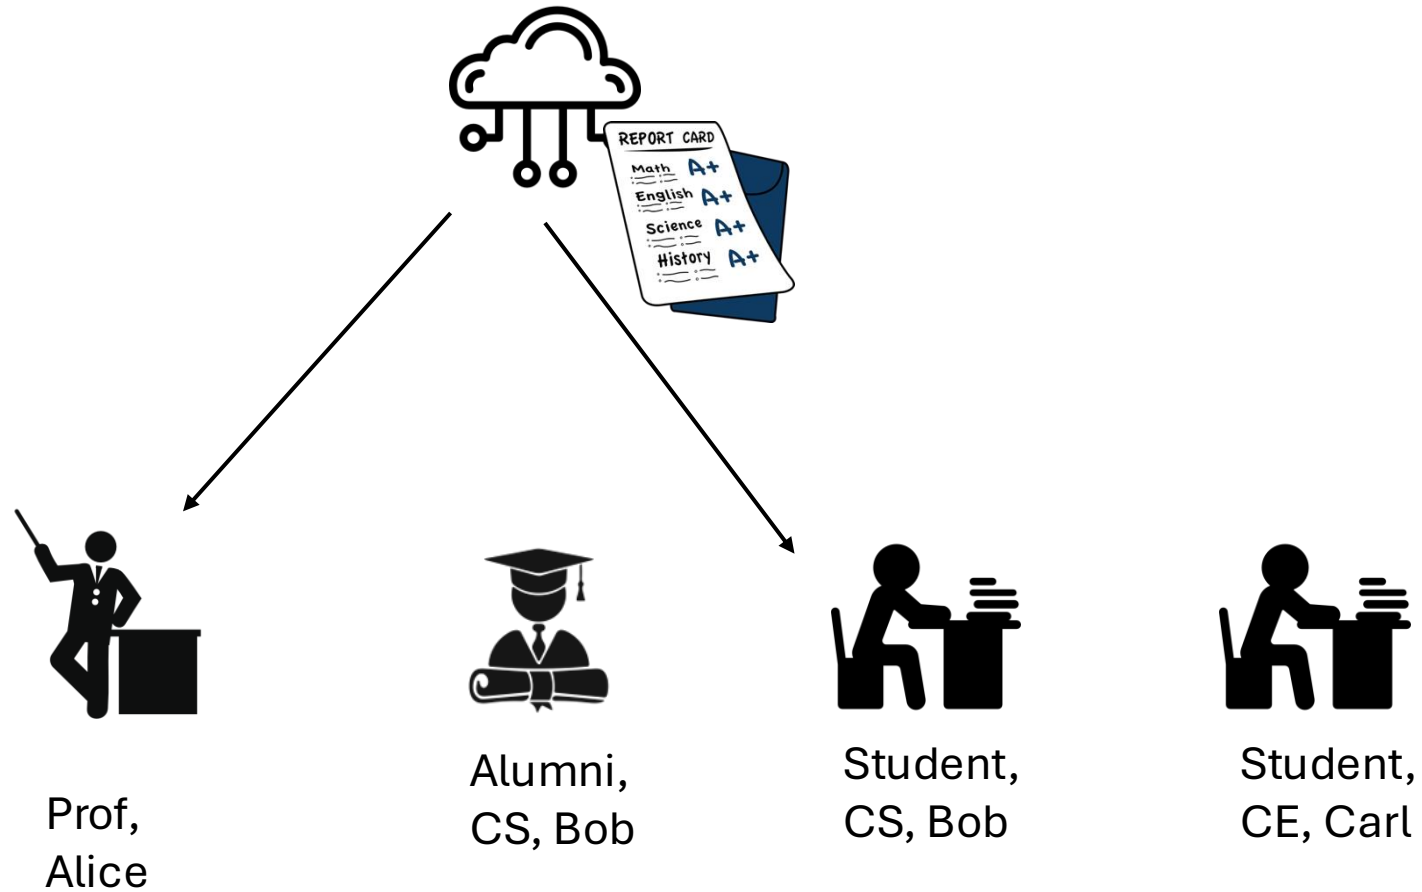 REPORT CARD
Math A+
English A+
Science A+
History A+
Prof,
Alice
Alumni,
CS, Bob
Student,
CS, Bob
Student,
CE, Carl